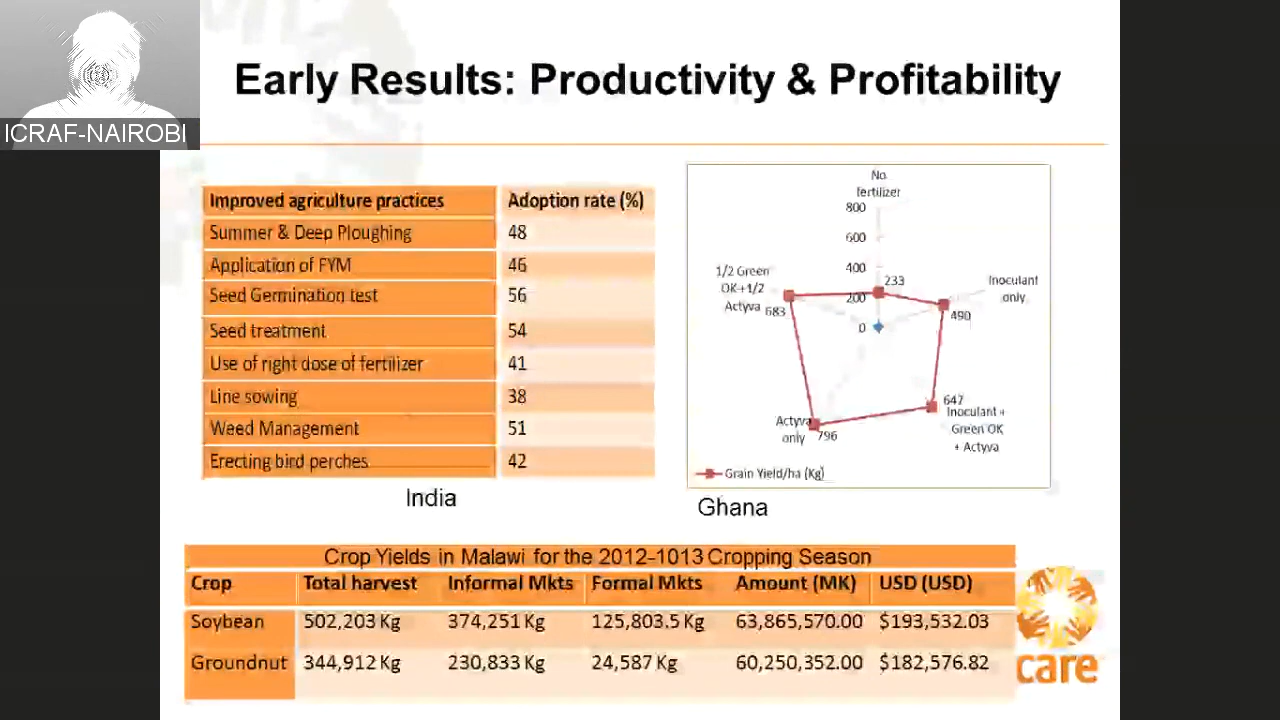 ICRAF-NAIROBI
Early Results: Productivity & Profitability
Improved agriculture practices Adoption rate (%)
Summer & Deep Ploughing 48
Application of FYM 46
Seed Germination test 56
Seed treatment 54
Use of right dose of fertilizer 41
Line sowing 38
Weed Management 51
Erecting bird perches 42
India
No
fertilizer
800
600
400
200
0
233
Inoculant
only
490
647
Inoculant +
Green OK
+ Actyva
Actyva
only
796
1/2 Green
OK+1/2
Actyva
683
Grain Yield/ha (Kg)
Ghana
Crop Yields in Malawi for the 2012-1013 Cropping Season
Crop Total harvest Informal Mkts Formal Mkts Amount (MK) USD (USD)
Soybean 502,203 Kg 374,251 Kg 125,803.5 Kg 63,865,570.00 $193,532.03
Groundnut 344,912 Kg 230,833 Kg 24,587 Kg 60,250,352.00 $182,576.82
care